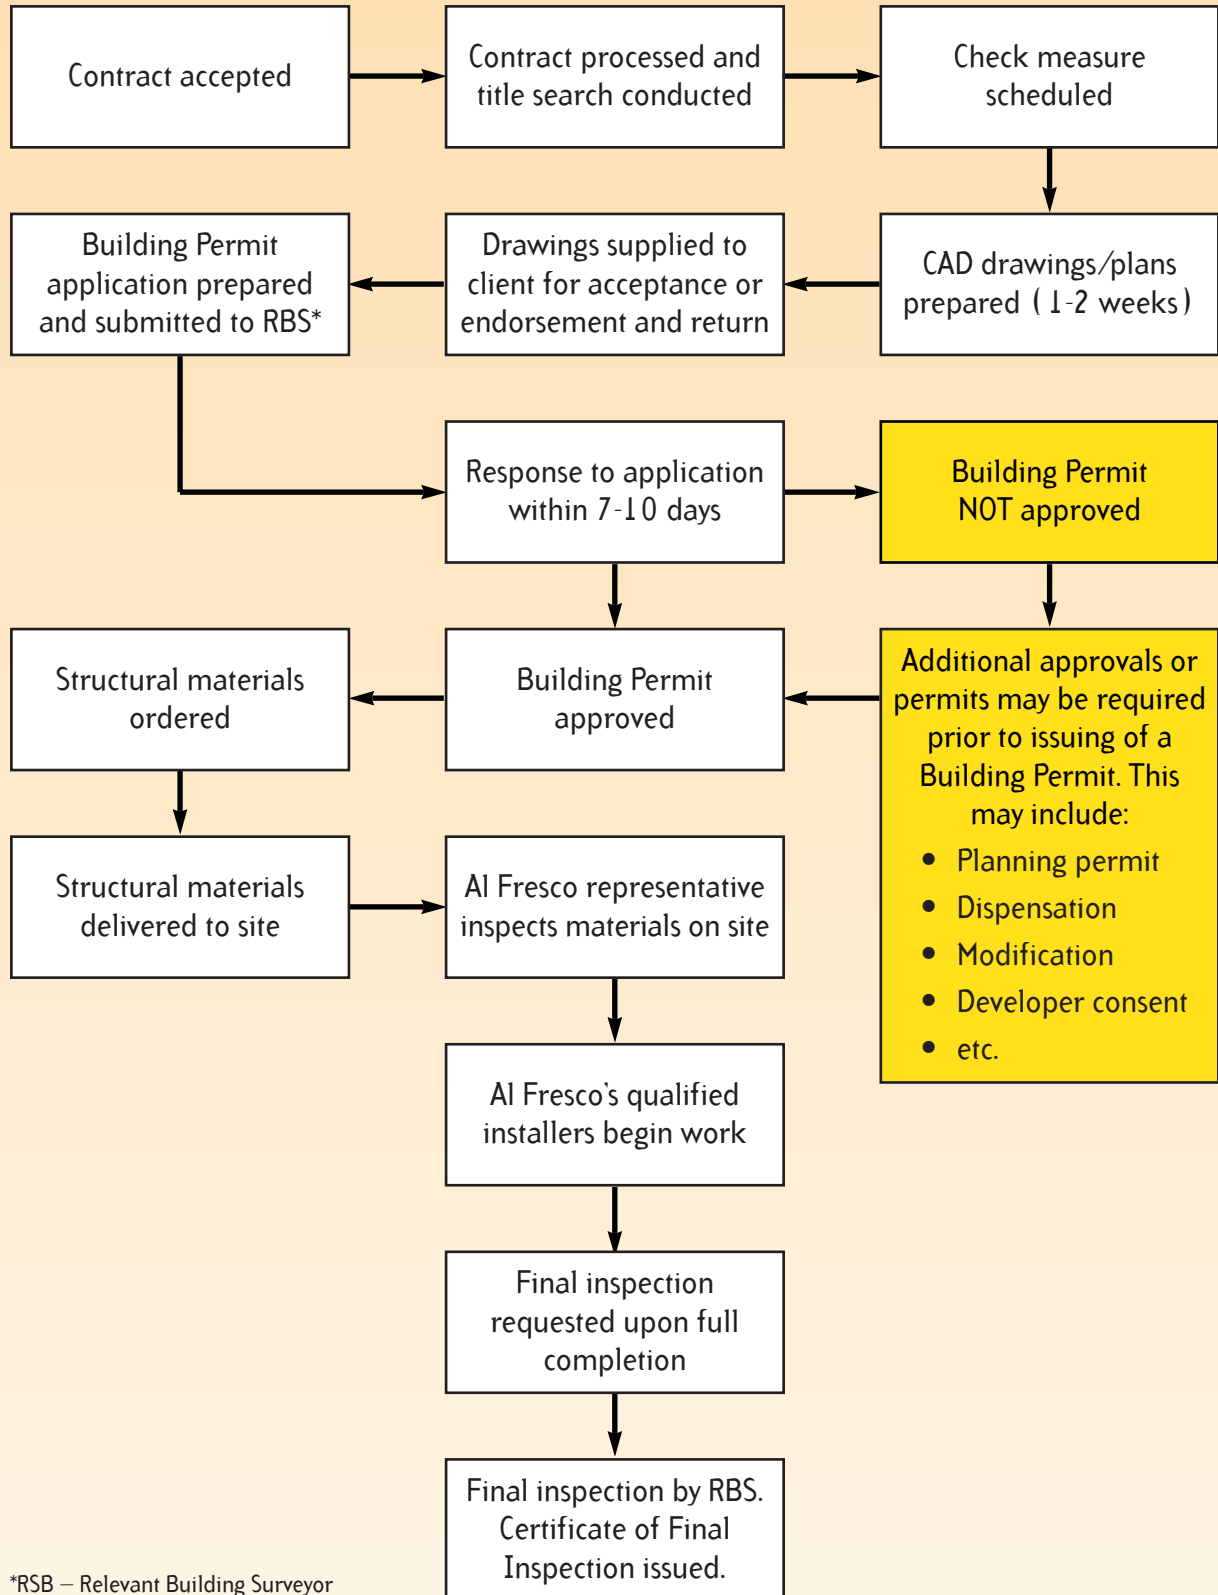 Contract accepted
Contract processed and
title search conducted
Check measure
scheduled
CAD drawings/plans
prepared (1-2 weeks)
Drawings supplied to
client for acceptance or
endorsement and return
Building Permit
application prepared
and submitted to RBS*
Response to application
within 7-10 days
Building Permit
NOT approved
Additional approvals or
permits may be required
prior to issuing of a
Building Permit. This
may include:
• Planning permit
• Dispensation
• Modification
• Developer consent
• etc.
Building Permit
approved
Structural materials
ordered
Structural materials
delivered to site
Al Fresco representative
inspects materials on site
Al Fresco's qualified
installers begin work
Final inspection
requested upon full
completion
Final inspection by RBS.
Certificate of Final
Inspection issued.
*RSB – Relevant Building Surveyor